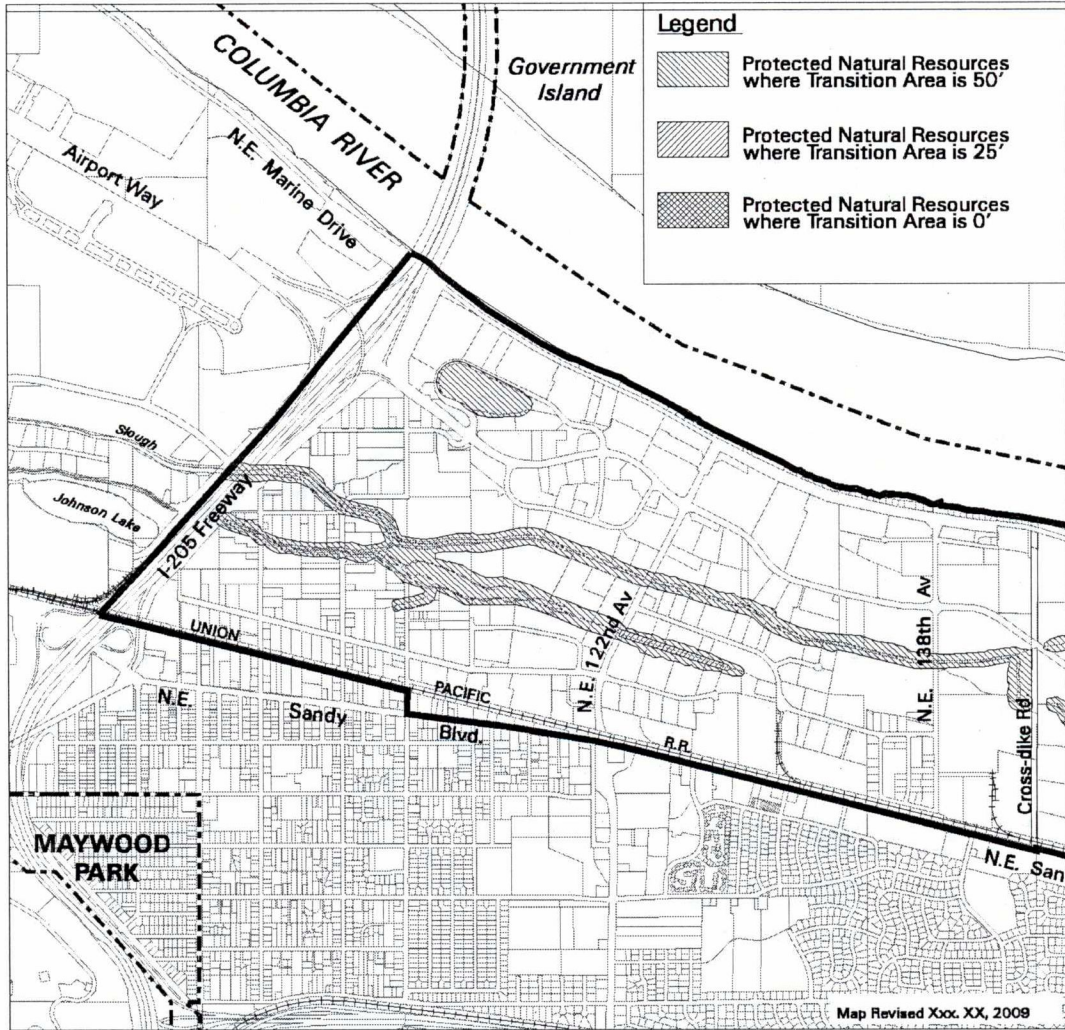 Legend
Protected Natural Resources
where Transition Area is 50'
Protected Natural Resources
where Transition Area is 25'
Protected Natural Resources
where Transition Area is 0'
COLUMBIA RIVER
Government
Island
Airport Way
N.E. Marine Drive
Slough
Johnson Lake
I-205 Freeway
UNION
PACIFIC
R.R.
N.E.
Sandy
Blvd.
N.E. 122nd Av
N.E. 138th Av
Cross-dike Rd
N.E. San
MAYWOOD
PARK
Map Revised Xxx. XX, 2009